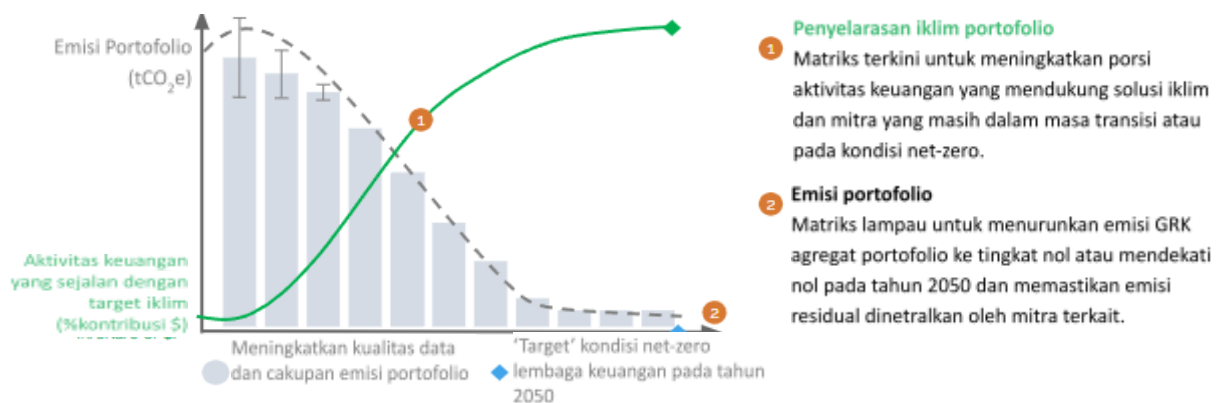 Emisi Portofolio
(tCO₂e)
Aktivitas keuangan
yang sejalan dengan
target iklim
(%kontribusi $)
1
2
Meningkatkan kualitas data
dan cakupan emisi portofolio
'Target' kondisi net-zero
lembaga keuangan pada tahun
2050
1
Penyelarasan iklim portofolio
Matriks terkini untuk meningkatkan porsi
aktivitas keuangan yang mendukung solusi iklim
dan mitra yang masih dalam masa transisi atau
pada kondisi net-zero.
2
Emisi portofolio
Matriks lampau untuk menurunkan emisi GRK
agregat portofolio ke tingkat nol atau mendekati
nol pada tahun 2050 dan memastikan emisi
residual dinetralkan oleh mitra terkait.